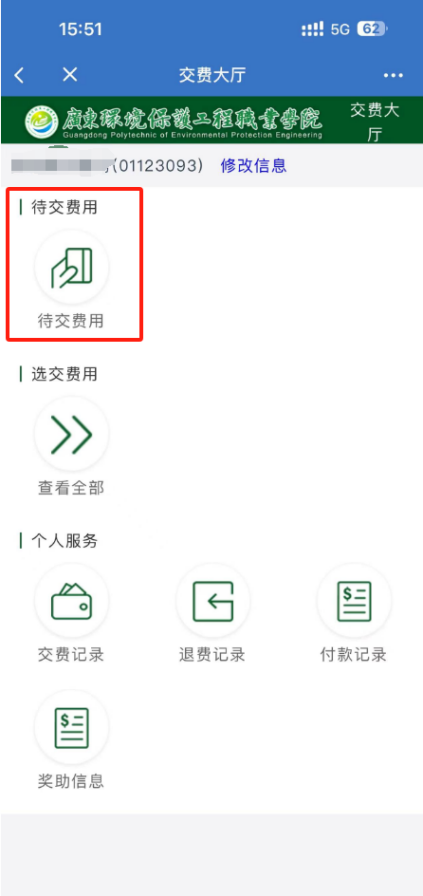 15:51 5G 62
交费大厅
廣東環境保護工程職業學院 交费大
Guangdong Polytechnic of Environmental Protection Engineering 厅
(01123093) 修改信息
待交费用
待交费用
选交费用
查看全部
个人服务
交费记录 退费记录 付款记录
奖助信息